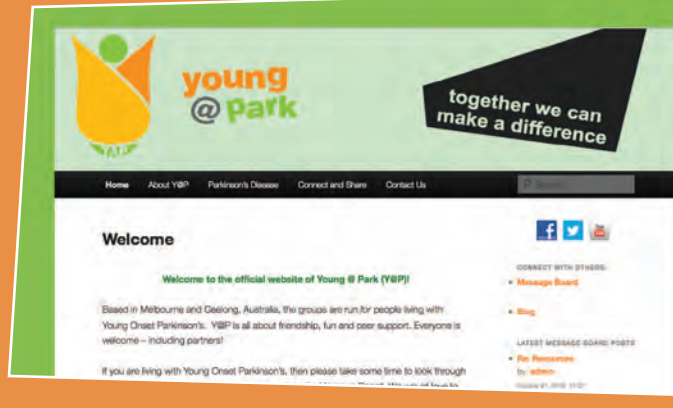 young
@ park
together we can
make a difference
Y@P
Home About Y@P Parkinson's Disease Connect and Share Contact Us
Search
Welcome
Welcome to the official website of Young @ Park (Y@P)!
Based in Melbourne and Geelong, Australia, the groups are run for people living with
Young Onset Parkinson's. Y@P is all about friendship, fun and peer support. Everyone is
welcome – including partners!
If you are living with Young Onset Parkinson's, then please take some time to look through
CONNECT WITH OTHERS:
Message Board
Blog
LATEST MESSAGE BOARD POSTS
Re: Resources
by: admin